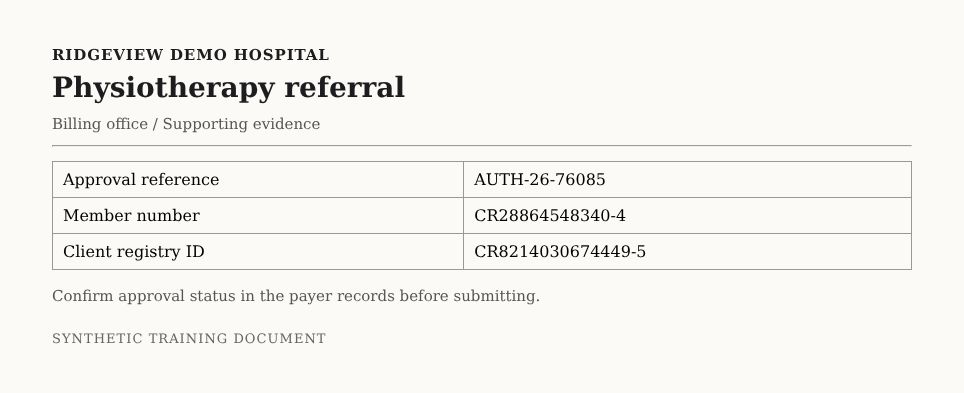 RIDGEVIEW DEMO HOSPITAL
Physiotherapy referral
Billing office / Supporting evidence
Approval reference AUTH-26-76085
Member number CR28864548340-4
Client registry ID CR8214030674449-5
Confirm approval status in the payer records before submitting.
SYNTHETIC TRAINING DOCUMENT